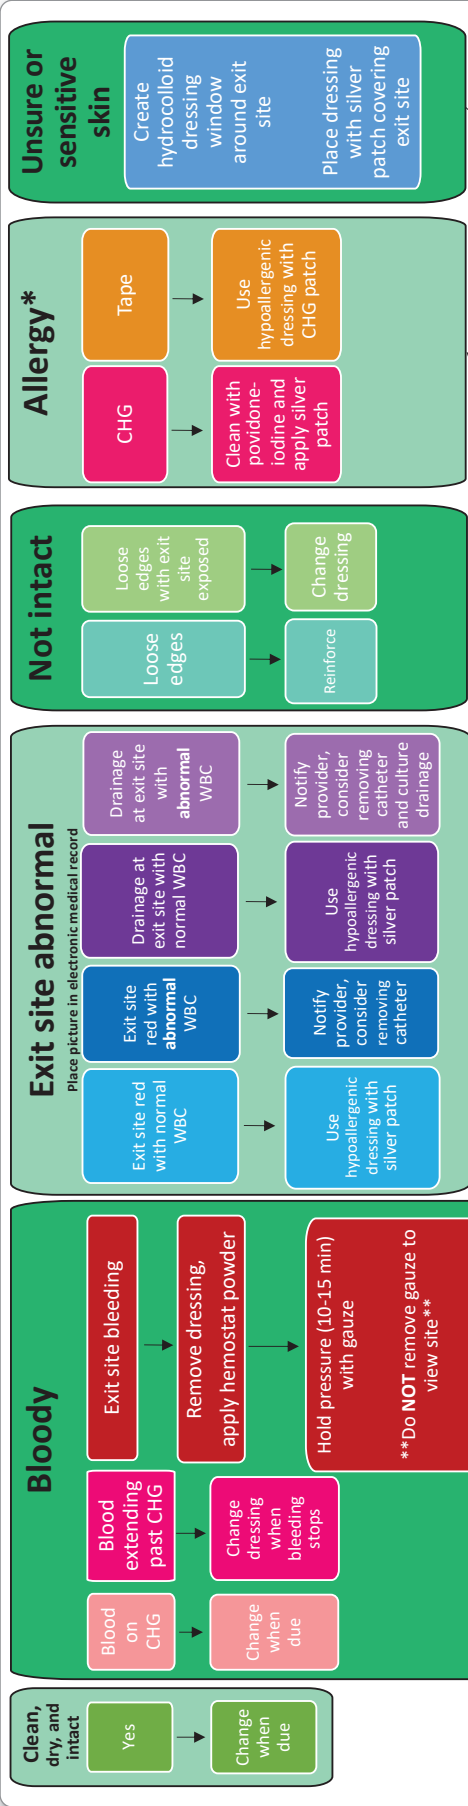 Clean,
dry, and
intact
Yes
Change
when
due
Bloody
Blood
on
CHG
Change
when
due
Blood
extending
past CHG
Change
dressing
when
bleeding
stops
Exit site bleeding
Remove dressing,
apply hemostat powder
Hold pressure (10-15 min)
with gauze
**Do NOT remove gauze to
view site**
Exit site abnormal
Place picture in electronic medical record
Exit site red
with normal
WBC
Use
hypoallergenic
dressing with
silver patch
Exit site
red with
abnormal
WBC
Notify
provider,
consider
removing
catheter
Drainage at
exit site with
normal WBC
Use
hypoallergenic
dressing with
silver patch
Drainage
at exit site
with
abnormal
WBC
Notify
provider,
consider
removing
catheter
and culture
drainage
Not intact
Loose
edges
Reinforce
Loose
edges
with exit
site
exposed
Change
dressing
Allergy*
CHG
Clean with
povidone-
iodine and
apply silver
patch
Tape
Use
hypoallergenic
dressing with
CHG patch
Unsure or
sensitive
skin
Create
hydrocolloid
dressing
window
around exit
site
Place dressing
with silver
patch covering
exit site